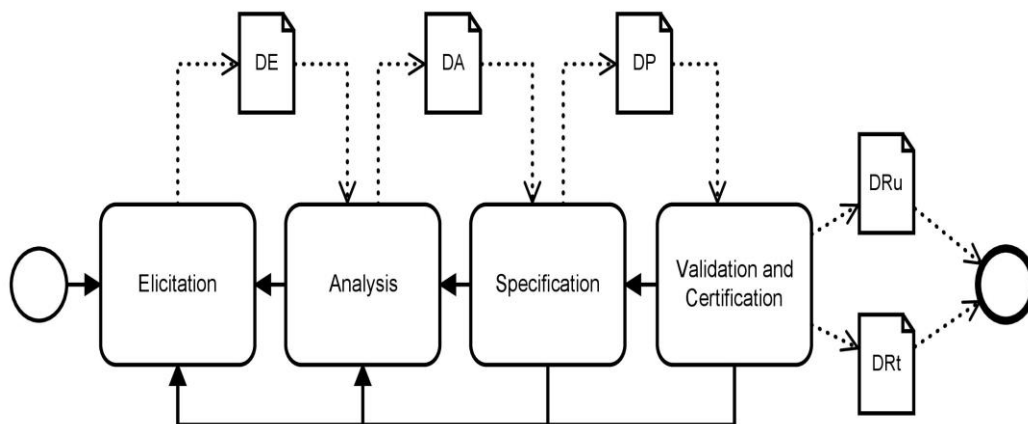 DE
DA
DP
DRu
Elicitation
Analysis
Specification
Validation and
Certification
DRt